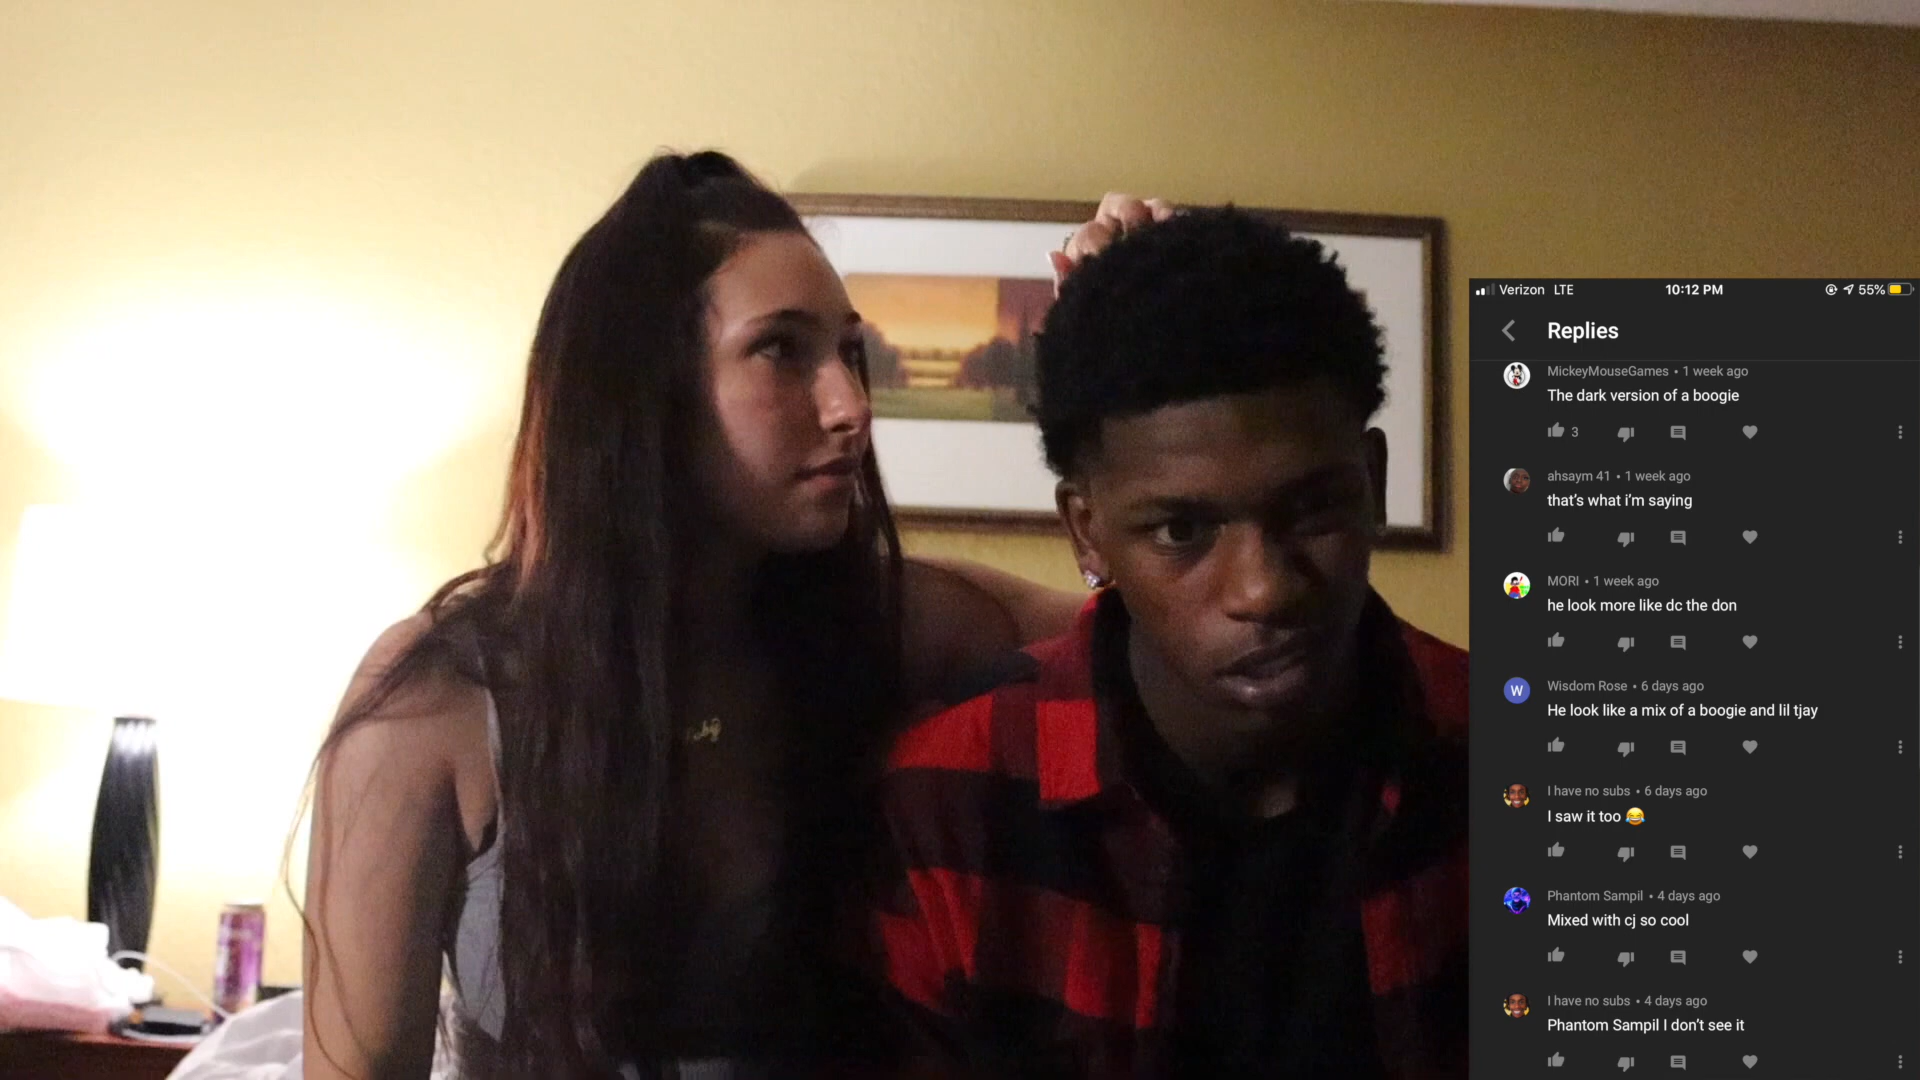 Verizon LTE 10:12 PM 55%
Replies
MickeyMouseGames • 1 week ago
The dark version of a boogie
3
ahsaym 41 • 1 week ago
that's what i'm saying
MORI • 1 week ago
he look more like dc the don
W
Wisdom Rose • 6 days ago
He look like a mix of a boogie and lil tjay
I have no subs • 6 days ago
I saw it too 😂
Phantom Sampil • 4 days ago
Mixed with cj so cool
I have no subs • 4 days ago
Phantom Sampil I don't see it